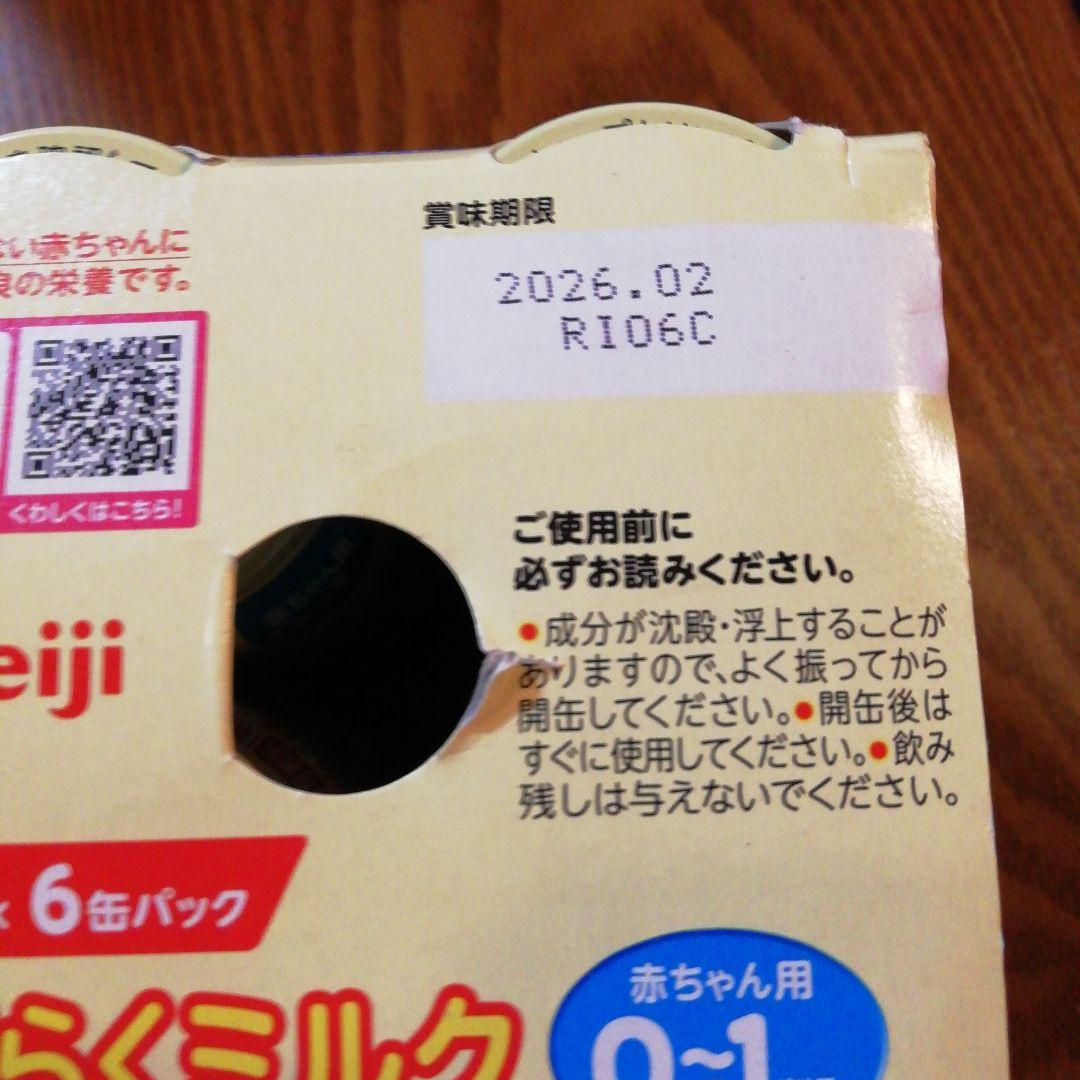 賞味期限
2026.02
RI06C
い赤ちゃんに
の栄養です。
くわしくはこちら!
ご使用前に
必ずお読みください。
●成分が沈殿・浮上することが
ありますので、よく振ってから
開缶してください。●開缶後は
すぐに使用してください。●飲み
残しは与えないでください。
eiji
6缶パック
らくミルク
赤ちゃん用
0~1